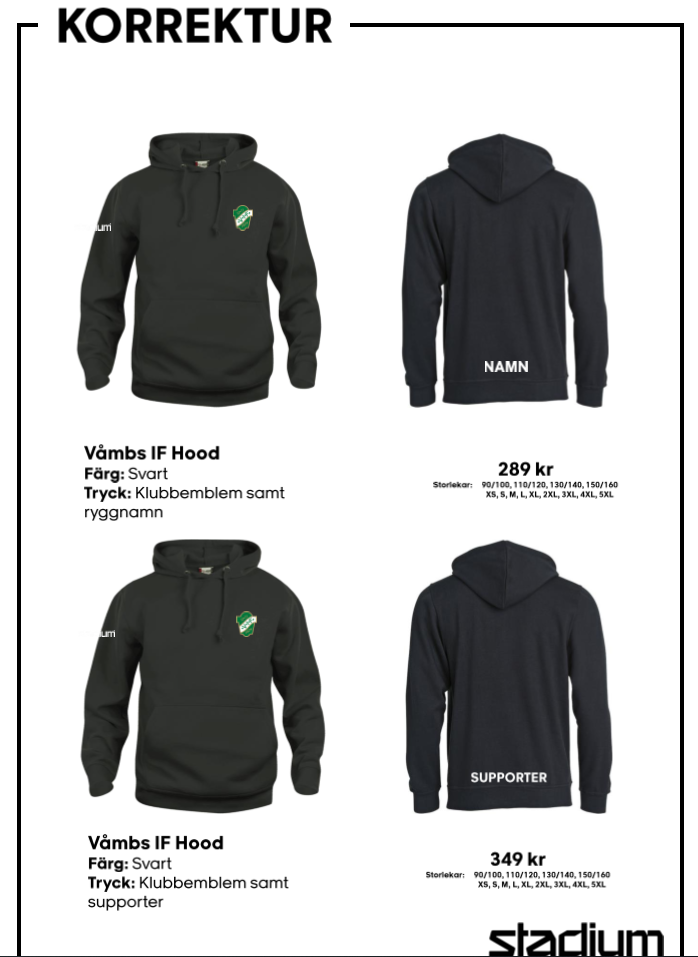 KORREKTUR
NAMN
Våmbs IF Hood
Färg: Svart
Tryck: Klubbemblem samt
ryggnamn
289 kr
Storlekar: 90/100, 110/120, 130/140, 150/160
XS, S, M, L, XL, 2XL, 3XL, 4XL, 5XL
SUPPORTER
Våmbs IF Hood
Färg: Svart
Tryck: Klubbemblem samt
supporter
349 kr
Storlekar: 90/100, 110/120, 130/140, 150/160
XS, S, M, L, XL, 2XL, 3XL, 4XL, 5XL
stadium